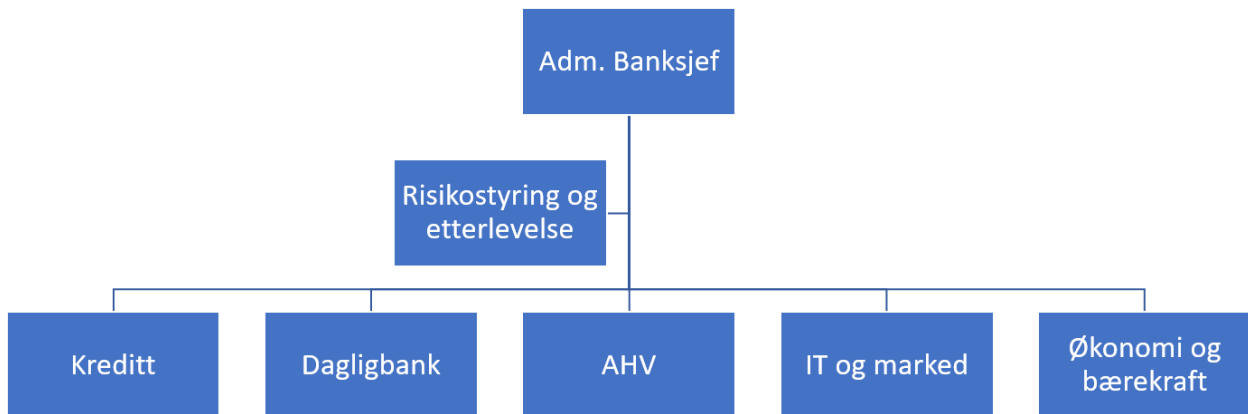 Adm. Banksjef
Risikostyring og
etterlevelse
Kreditt
Dagligbank
AHV
IT og marked
Økonomi og
bærekraft